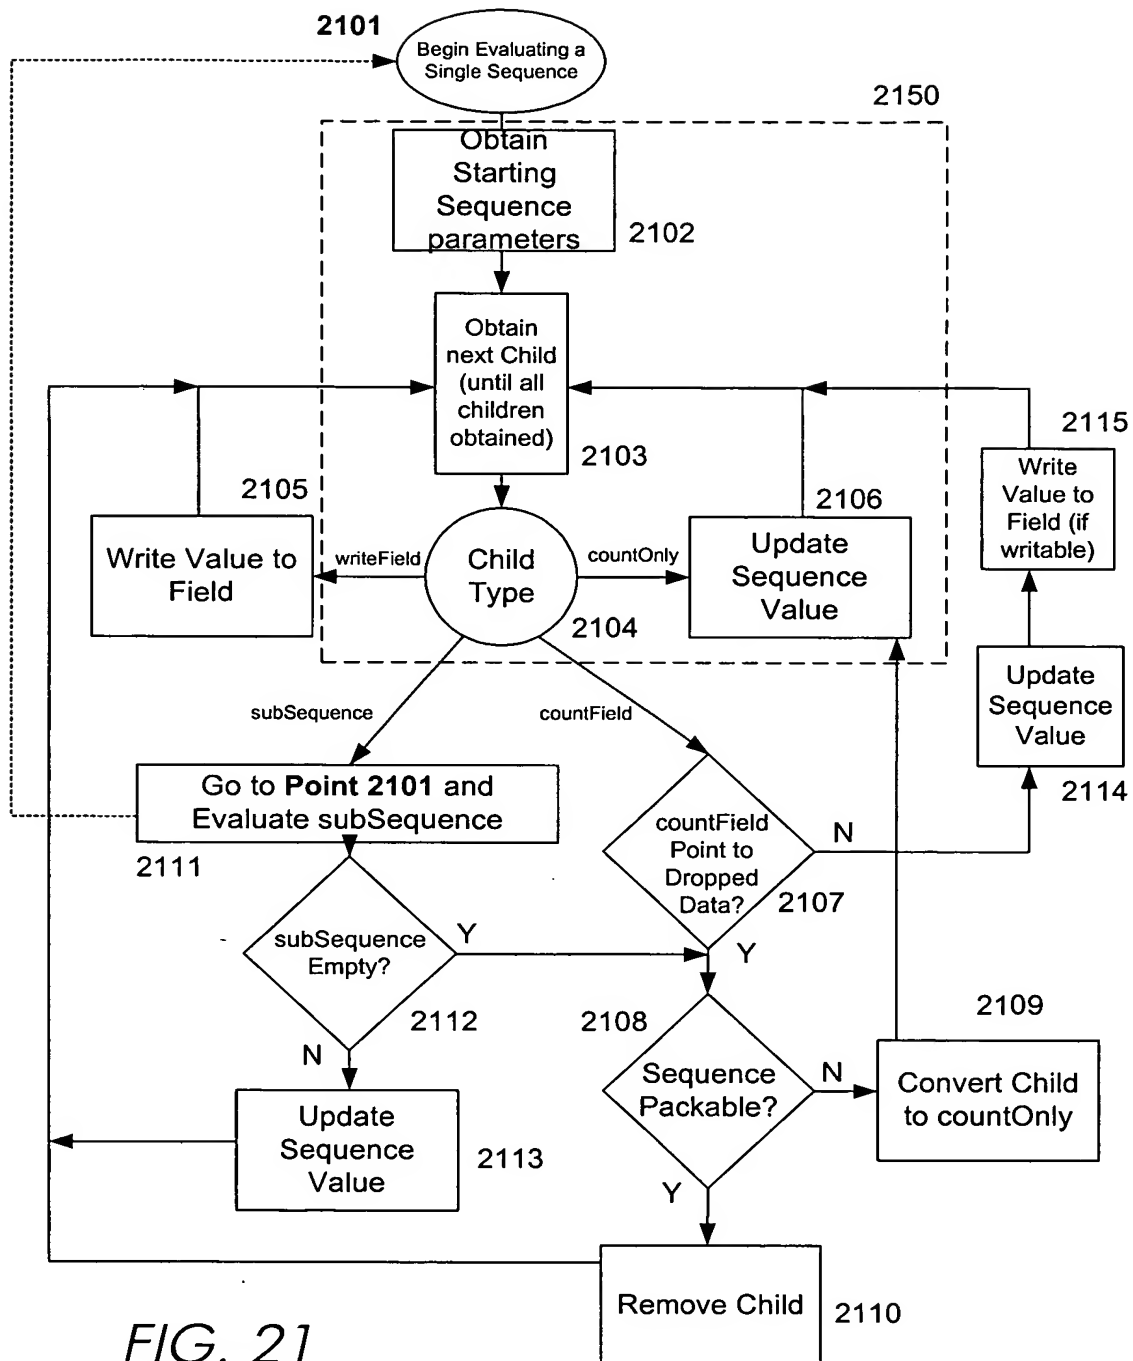 2101
Begin Evaluating a
Single Sequence
2150
Obtain
Starting
Sequence
parameters
2102
Obtain
next Child
(until all
children
obtained)
2103
2115
Write
Value to
Field (if
writable)
2105
2106
Write Value to
Field
writeField
Child
Type
countOnly
Update
Sequence
Value
2104
Update
Sequence
Value
2114
subSequence
countField
Go to Point 2101 and
Evaluate subSequence
2111
countField
Point to
Dropped
Data?
N
2107
Y
subSequence
Empty?
Y
2112
N
2108
2109
Sequence
Packable?
N
Convert Child
to countOnly
Update
Sequence
Value
2113
Y
Remove Child
2110
FIG. 21